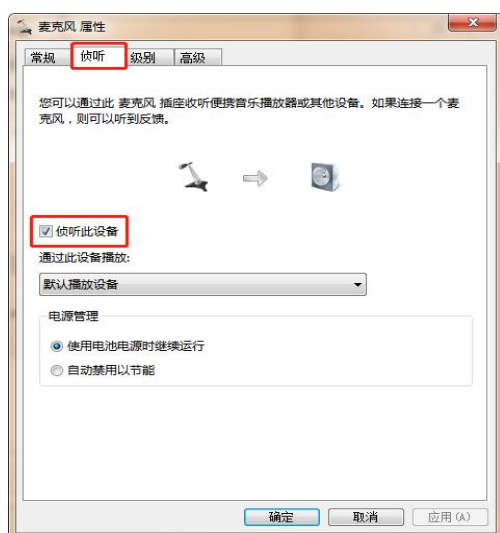 麦克风 属性
常规 侦听 级别 高级
您可以通过此 麦克风 插座收听便携音乐播放器或其他设备。如果连接一个麦
克风，则可以听到反馈。
侦听此设备
通过此设备播放:
默认播放设备
电源管理
使用电池电源时继续运行
自动禁用以节能
确定 取消 应用(A)